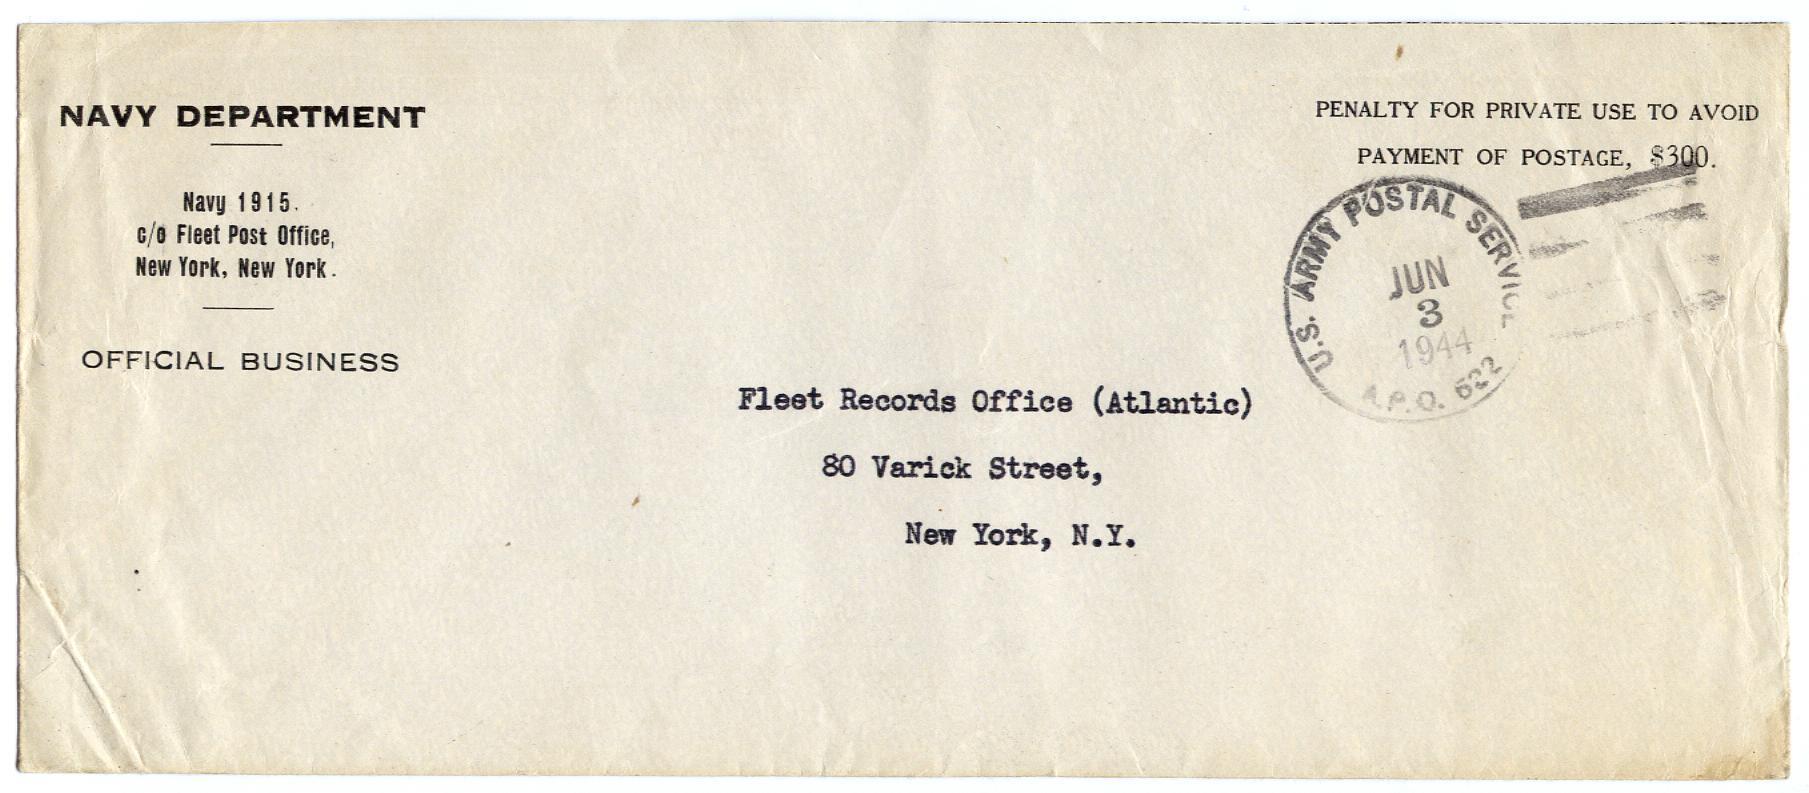 NAVY DEPARTMENT
Navy 1915.
c/o Fleet Post Office,
New York, New York.
OFFICIAL BUSINESS
PENALTY FOR PRIVATE USE TO AVOID
PAYMENT OF POSTAGE, $300.
U.S. ARMY POSTAL SERVICE
JUN
3
1944
A.P.O. 522
Fleet Records Office (Atlantic)
80 Varick Street,
New York, N.Y.